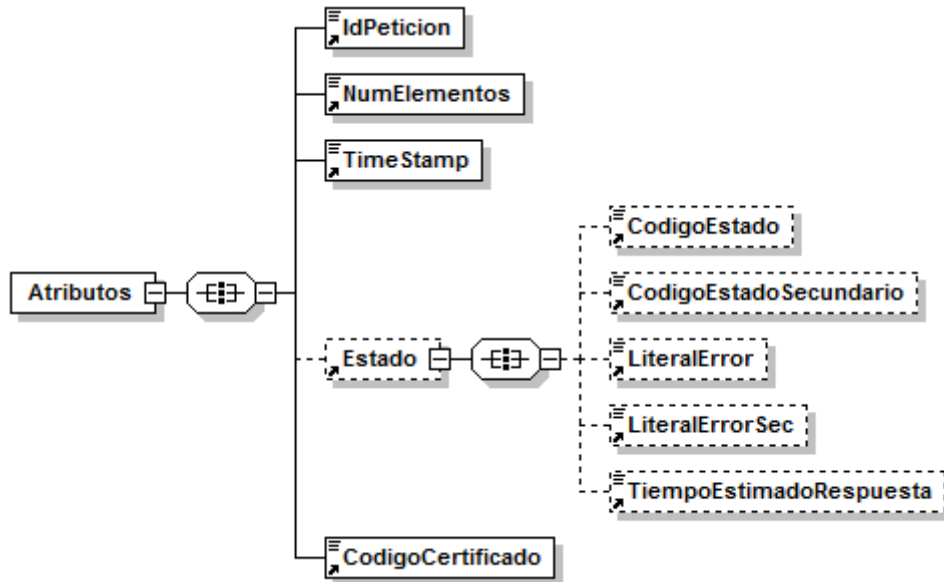 IdPeticion
NumElementos
TimeStamp
CodigoEstado
Atributos
CodigoEstadoSecundario
Estado
LiteralError
LiteralErrorSec
TiempoEstimadoRespuesta
CodigoCertificado